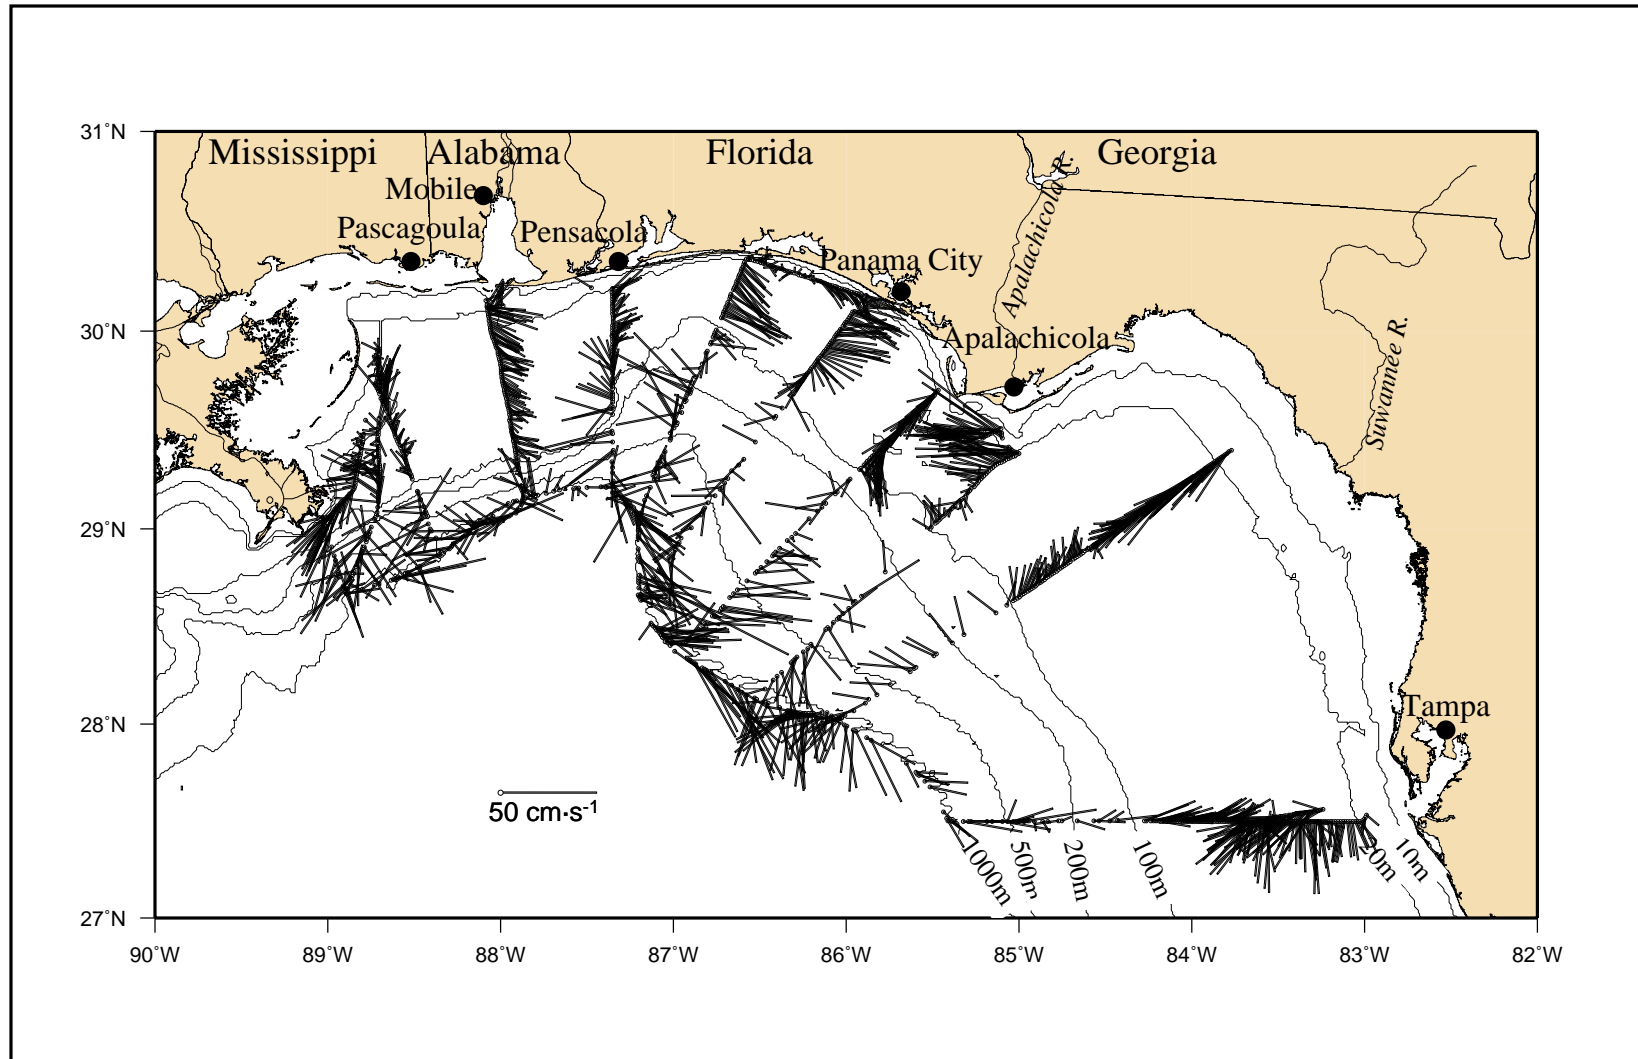 31°N
30°N
29°N
28°N
27°N
Mississippi
Alabama
Florida
Georgia
Mobile
Pascagoula
Pensacola
Panama City
Apalachicola R.
Apalachicola
Suwannee R.
Tampa
50 cm·s⁻¹
1000m
500m
200m
100m
20m
10m
90°W
89°W
88°W
87°W
86°W
85°W
84°W
83°W
82°W